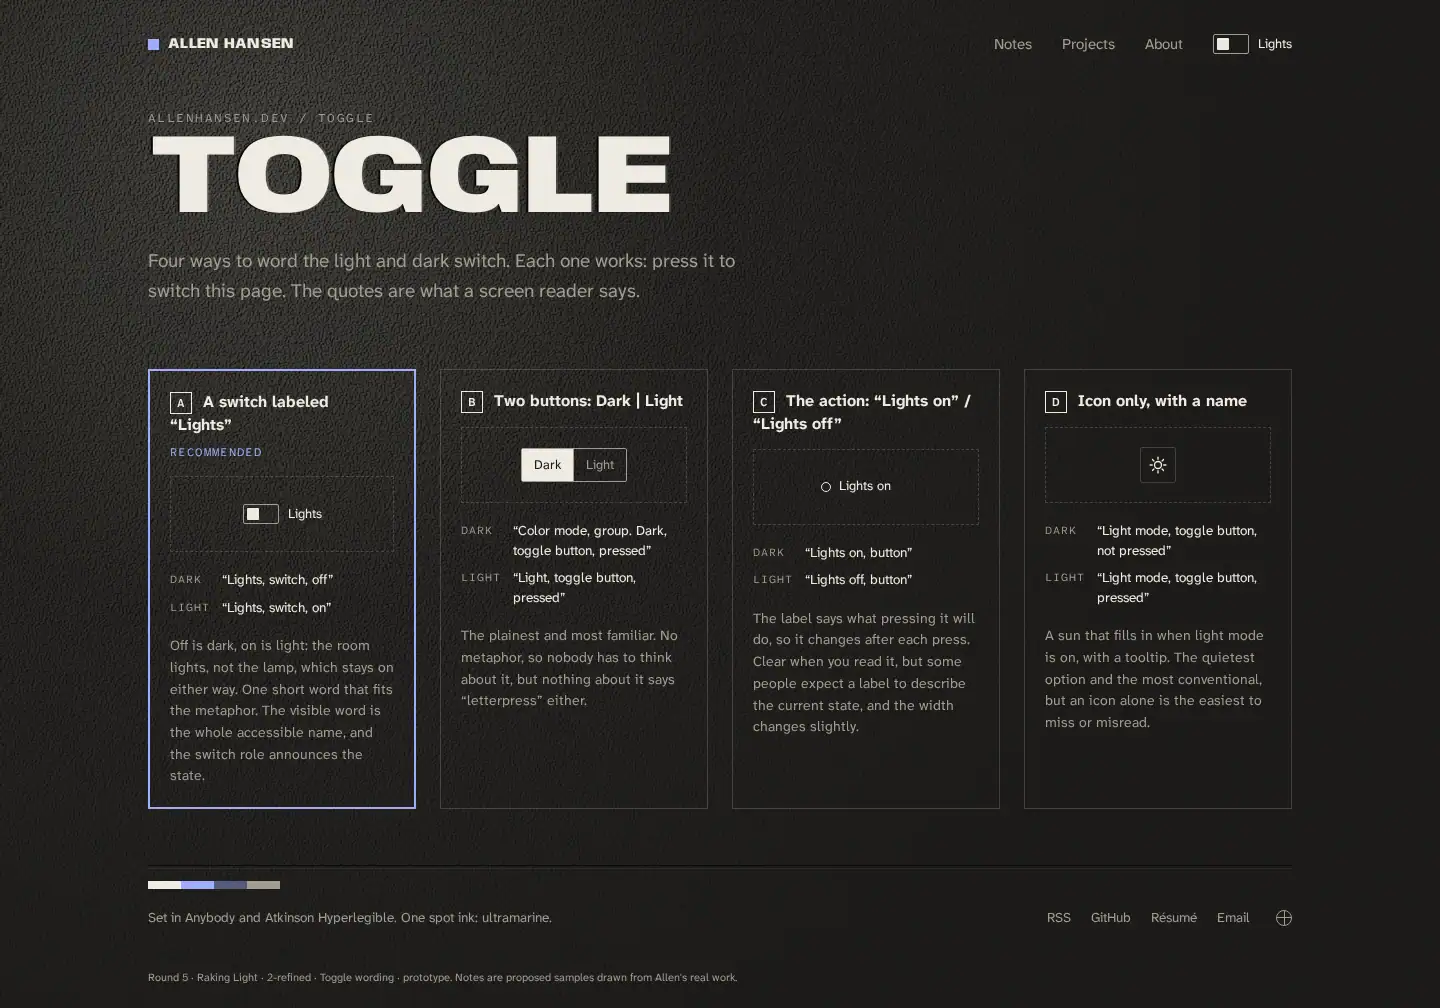 ALLEN HANSEN
Notes
Projects
About
Lights
ALLENHANSEN.DEV / TOGGLE
TOGGLE
Four ways to word the light and dark switch. Each one works: press it to
switch this page. The quotes are what a screen reader says.
A A switch labeled
“Lights”
RECOMMENDED
Lights
DARK “Lights, switch, off”
LIGHT “Lights, switch, on”
Off is dark, on is light: the room
lights, not the lamp, which stays on
either way. One short word that fits
the metaphor. The visible word is
the whole accessible name, and
the switch role announces the
state.
B Two buttons: Dark | Light
Dark Light
DARK “Color mode, group. Dark,
toggle button, pressed”
LIGHT “Light, toggle button,
pressed”
The plainest and most familiar. No
metaphor, so nobody has to think
about it, but nothing about it says
“letterpress” either.
C The action: “Lights on” /
“Lights off”
Lights on
DARK “Lights on, button”
LIGHT “Lights off, button”
The label says what pressing it will
do, so it changes after each press.
Clear when you read it, but some
people expect a label to describe
the current state, and the width
changes slightly.
D Icon only, with a name
DARK “Light mode, toggle button,
not pressed”
LIGHT “Light mode, toggle button,
pressed”
A sun that fills in when light mode
is on, with a tooltip. The quietest
option and the most conventional,
but an icon alone is the easiest to
miss or misread.
Set in Anybody and Atkinson Hyperlegible. One spot ink: ultramarine.
RSS
GitHub
Résumé
Email
Round 5 · Raking Light · 2-refined · Toggle wording · prototype. Notes are proposed samples drawn from Allen's real work.